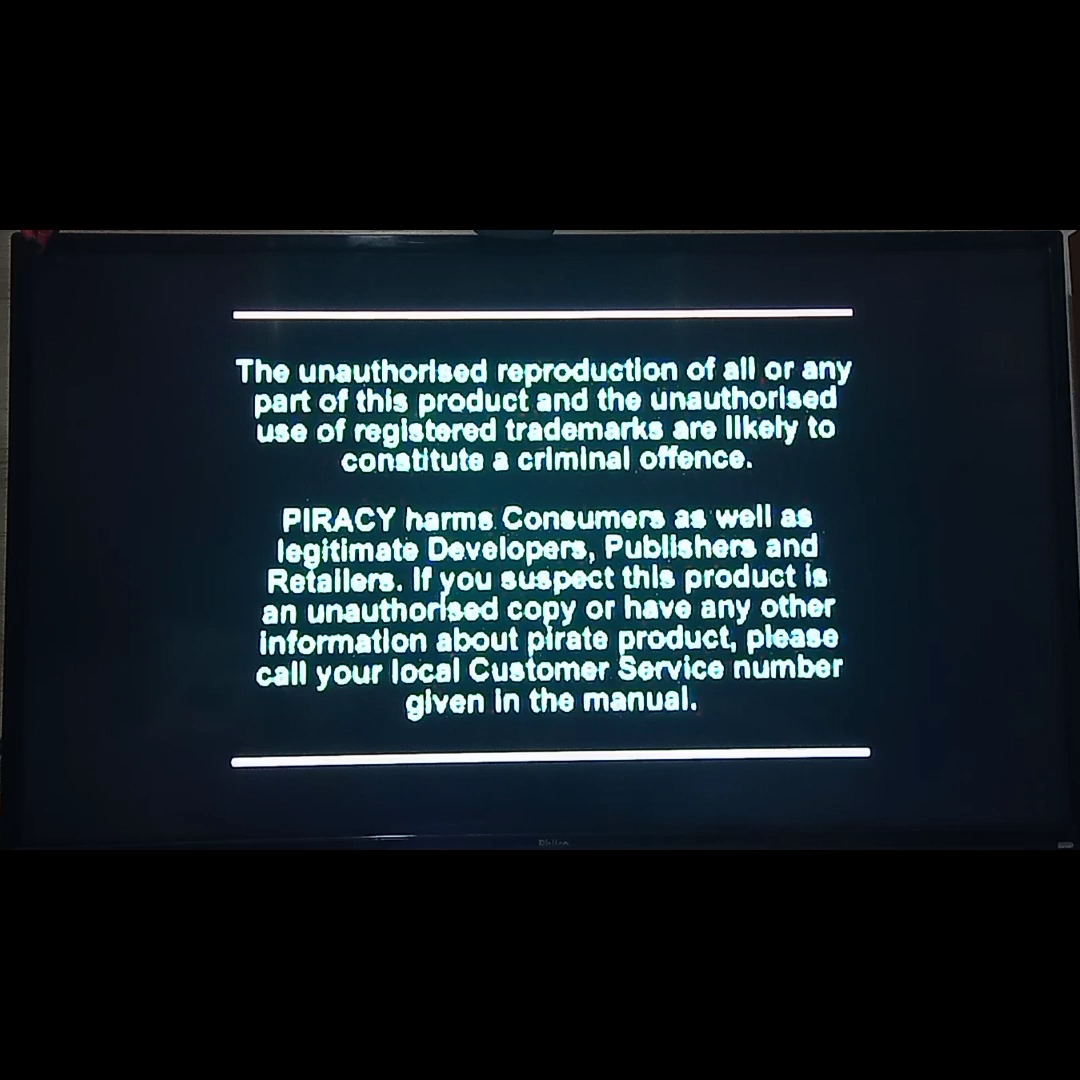 The unauthorised reproduction of all or any
part of this product and the unauthorised
use of registered trademarks are likely to
constitute a criminal offence.
PIRACY harms Consumers as well as
legitimate Developers, Publishers and
Retailers. If you suspect this product is
an unauthorised copy or have any other
information about pirate product, please
call your local Customer Service number
given in the manual.
Philco